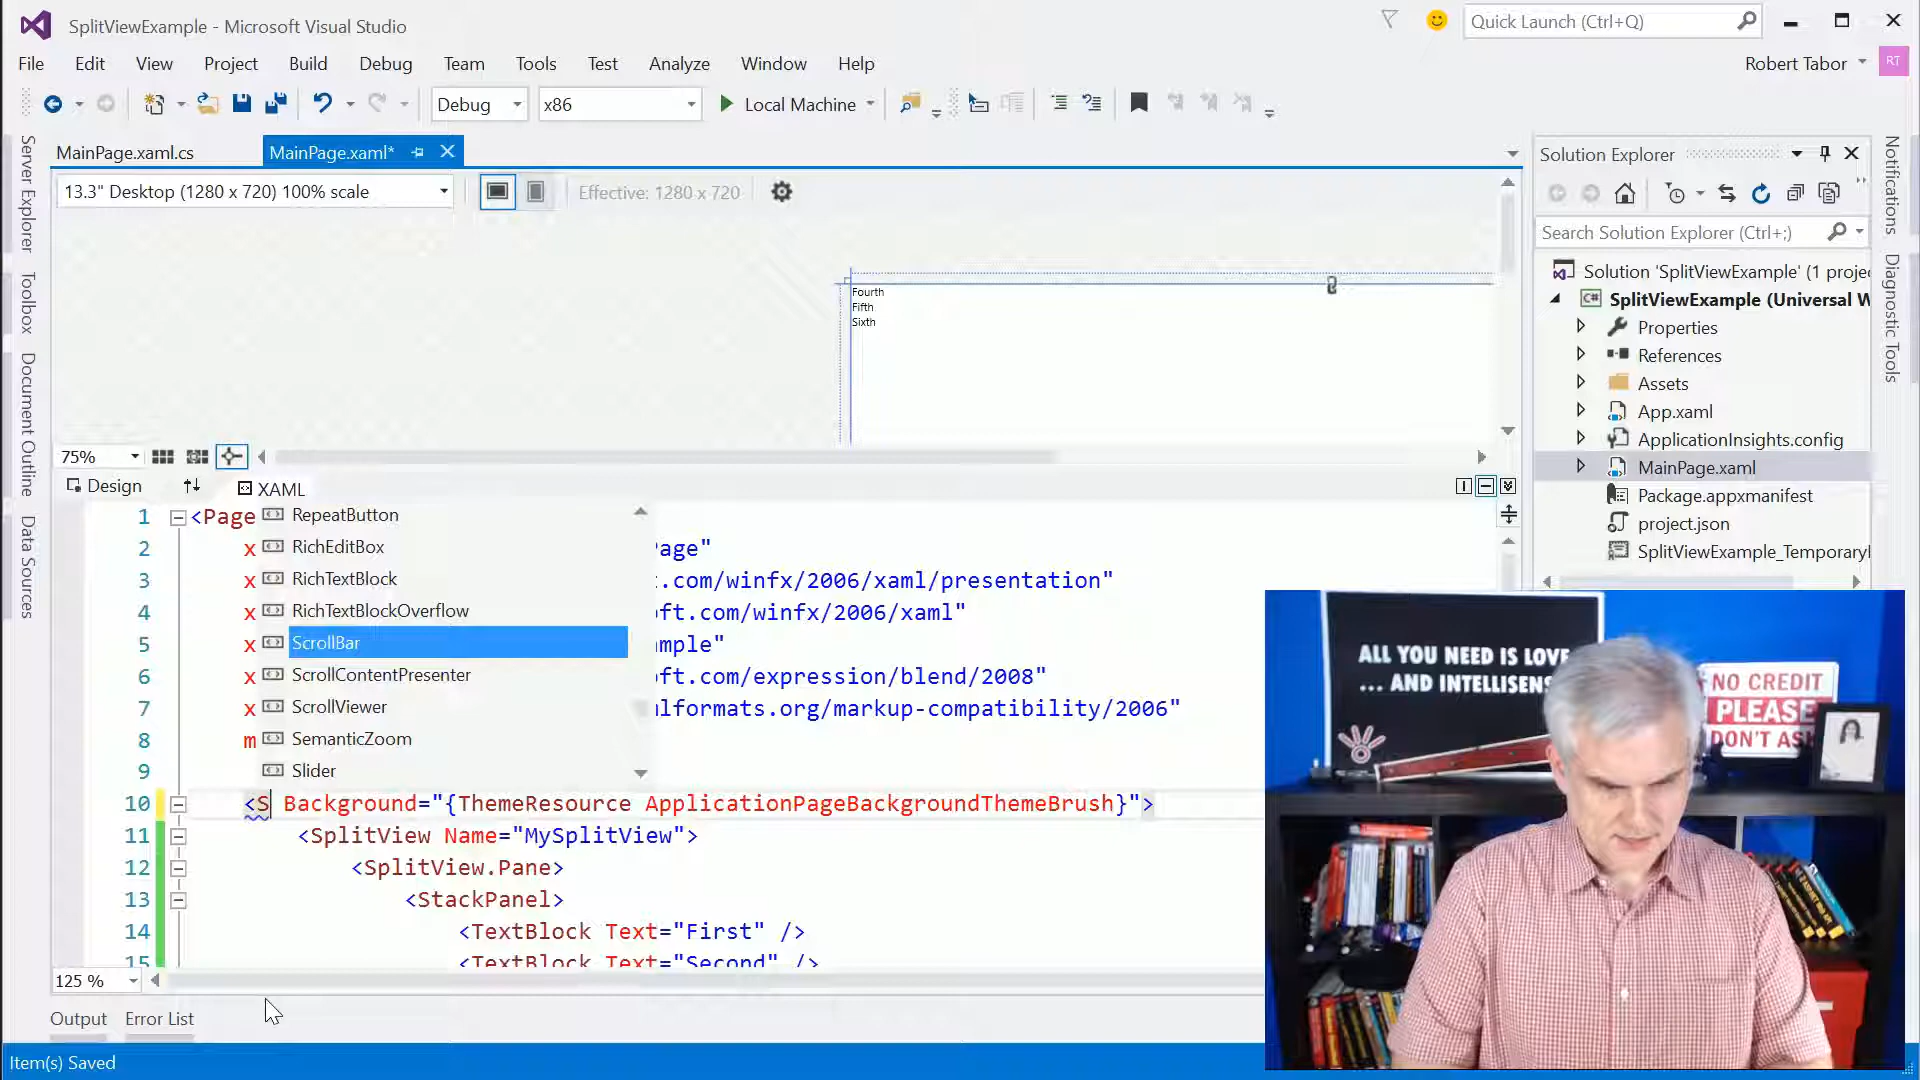 SplitViewExample - Microsoft Visual Studio
Quick Launch (Ctrl+Q)
File Edit View Project Build Debug Team Tools Test Analyze Window Help
Robert Tabor
RT
Debug
x86
Local Machine
MainPage.xaml.cs
MainPage.xaml*
13.3" Desktop (1280 x 720) 100% scale
Effective: 1280 x 720
Fourth
Fifth
Sixth
75%
Design
XAML
1 <Page
2 x
age"
3 x
t.com/winfx/2006/xaml/presentation"
4 x
oft.com/winfx/2006/xaml"
5 x
mple"
6 x
oft.com/expression/blend/2008"
7 x
lformats.org/markup-compatibility/2006"
8 m
9
RepeatButton
RichEditBox
RichTextBlock
RichTextBlockOverflow
ScrollBar
ScrollContentPresenter
ScrollViewer
SemanticZoom
Slider
10 <S Background="{ThemeResource ApplicationPageBackgroundThemeBrush}">
11 <SplitView Name="MySplitView">
12 <SplitView.Pane>
13 <StackPanel>
14 <TextBlock Text="First" />
15 <TextBlock Text="Second" />
125 %
Output
Error List
Item(s) Saved
Server Explorer
Toolbox
Document Outline
Data Sources
Solution Explorer
Search Solution Explorer (Ctrl+;)
Solution 'SplitViewExample' (1 proje
SplitViewExample (Universal W
Properties
References
Assets
App.xaml
ApplicationInsights.config
MainPage.xaml
Package.appxmanifest
project.json
SplitViewExample_Temporary
Notifications
Diagnostic Tools
C#
ALL YOU NEED IS LOVE
... AND INTELLISENS
NO CREDIT
PLEASE
DON'T AS